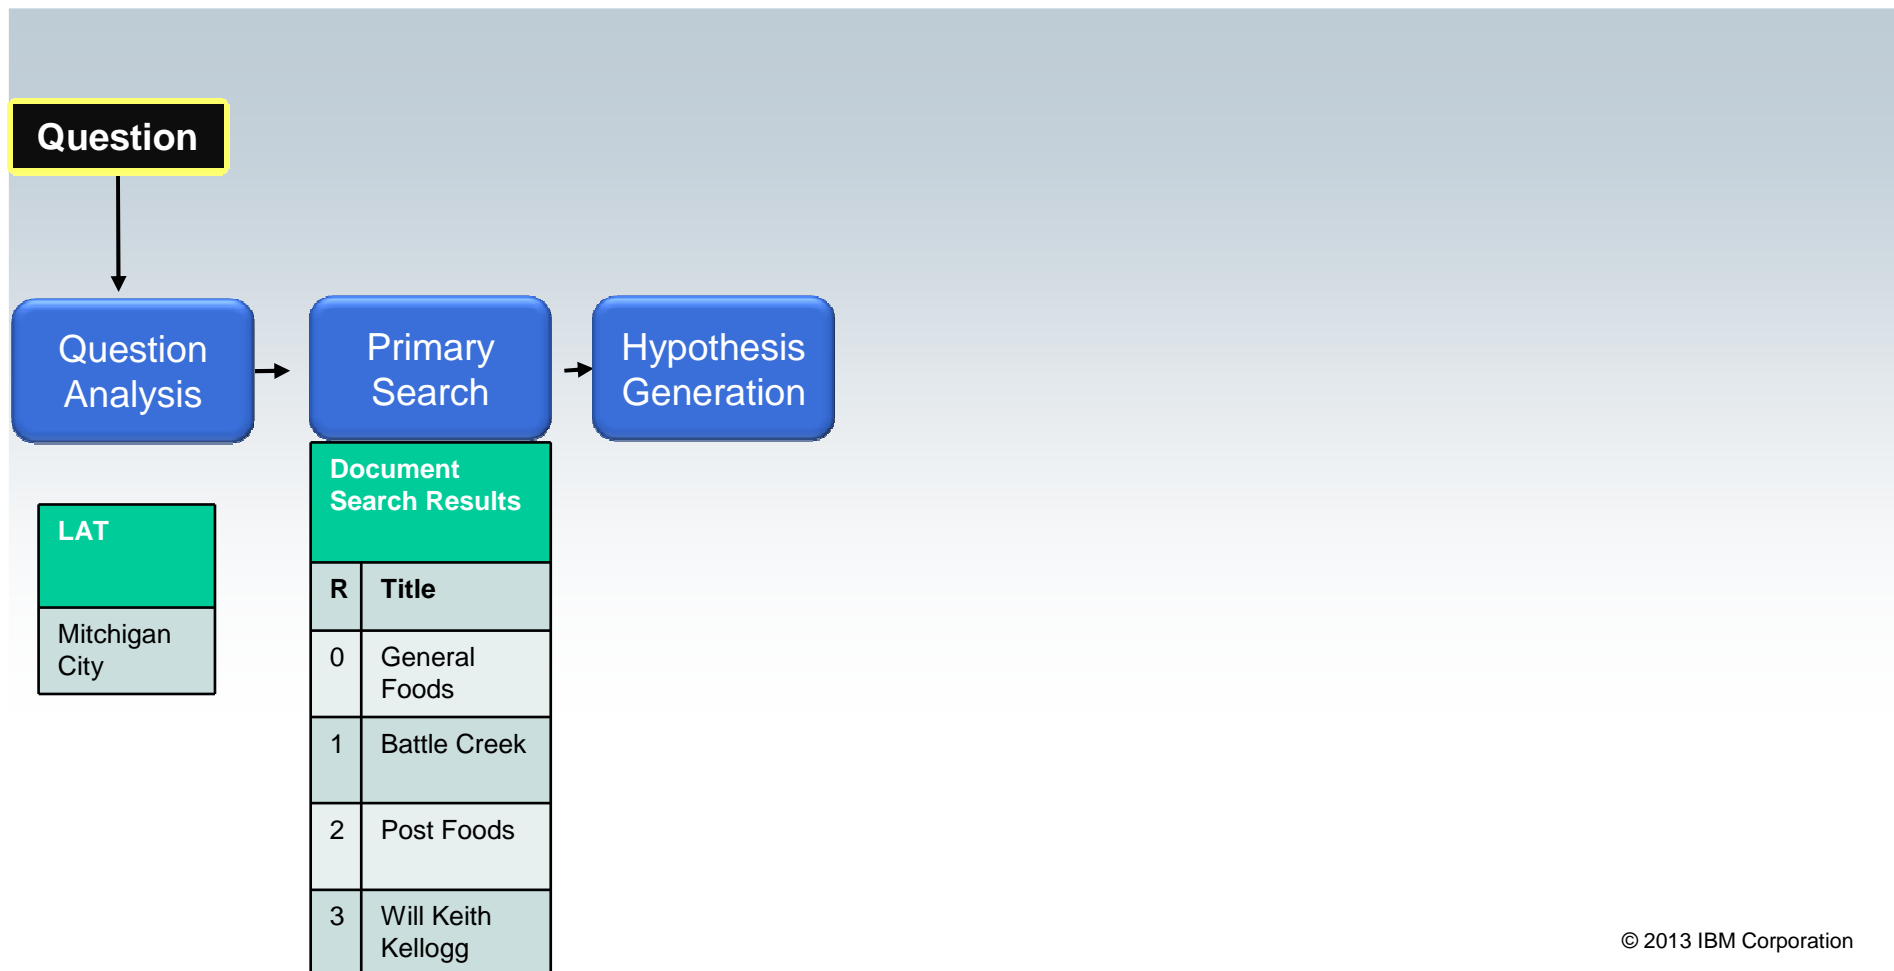 Question
Question
Analysis
Primary
Search
Hypothesis
Generation
LAT
Mitchigan
City
Document
Search Results
R Title
0 General
Foods
1 Battle Creek
2 Post Foods
3 Will Keith
Kellogg
© 2013 IBM Corporation